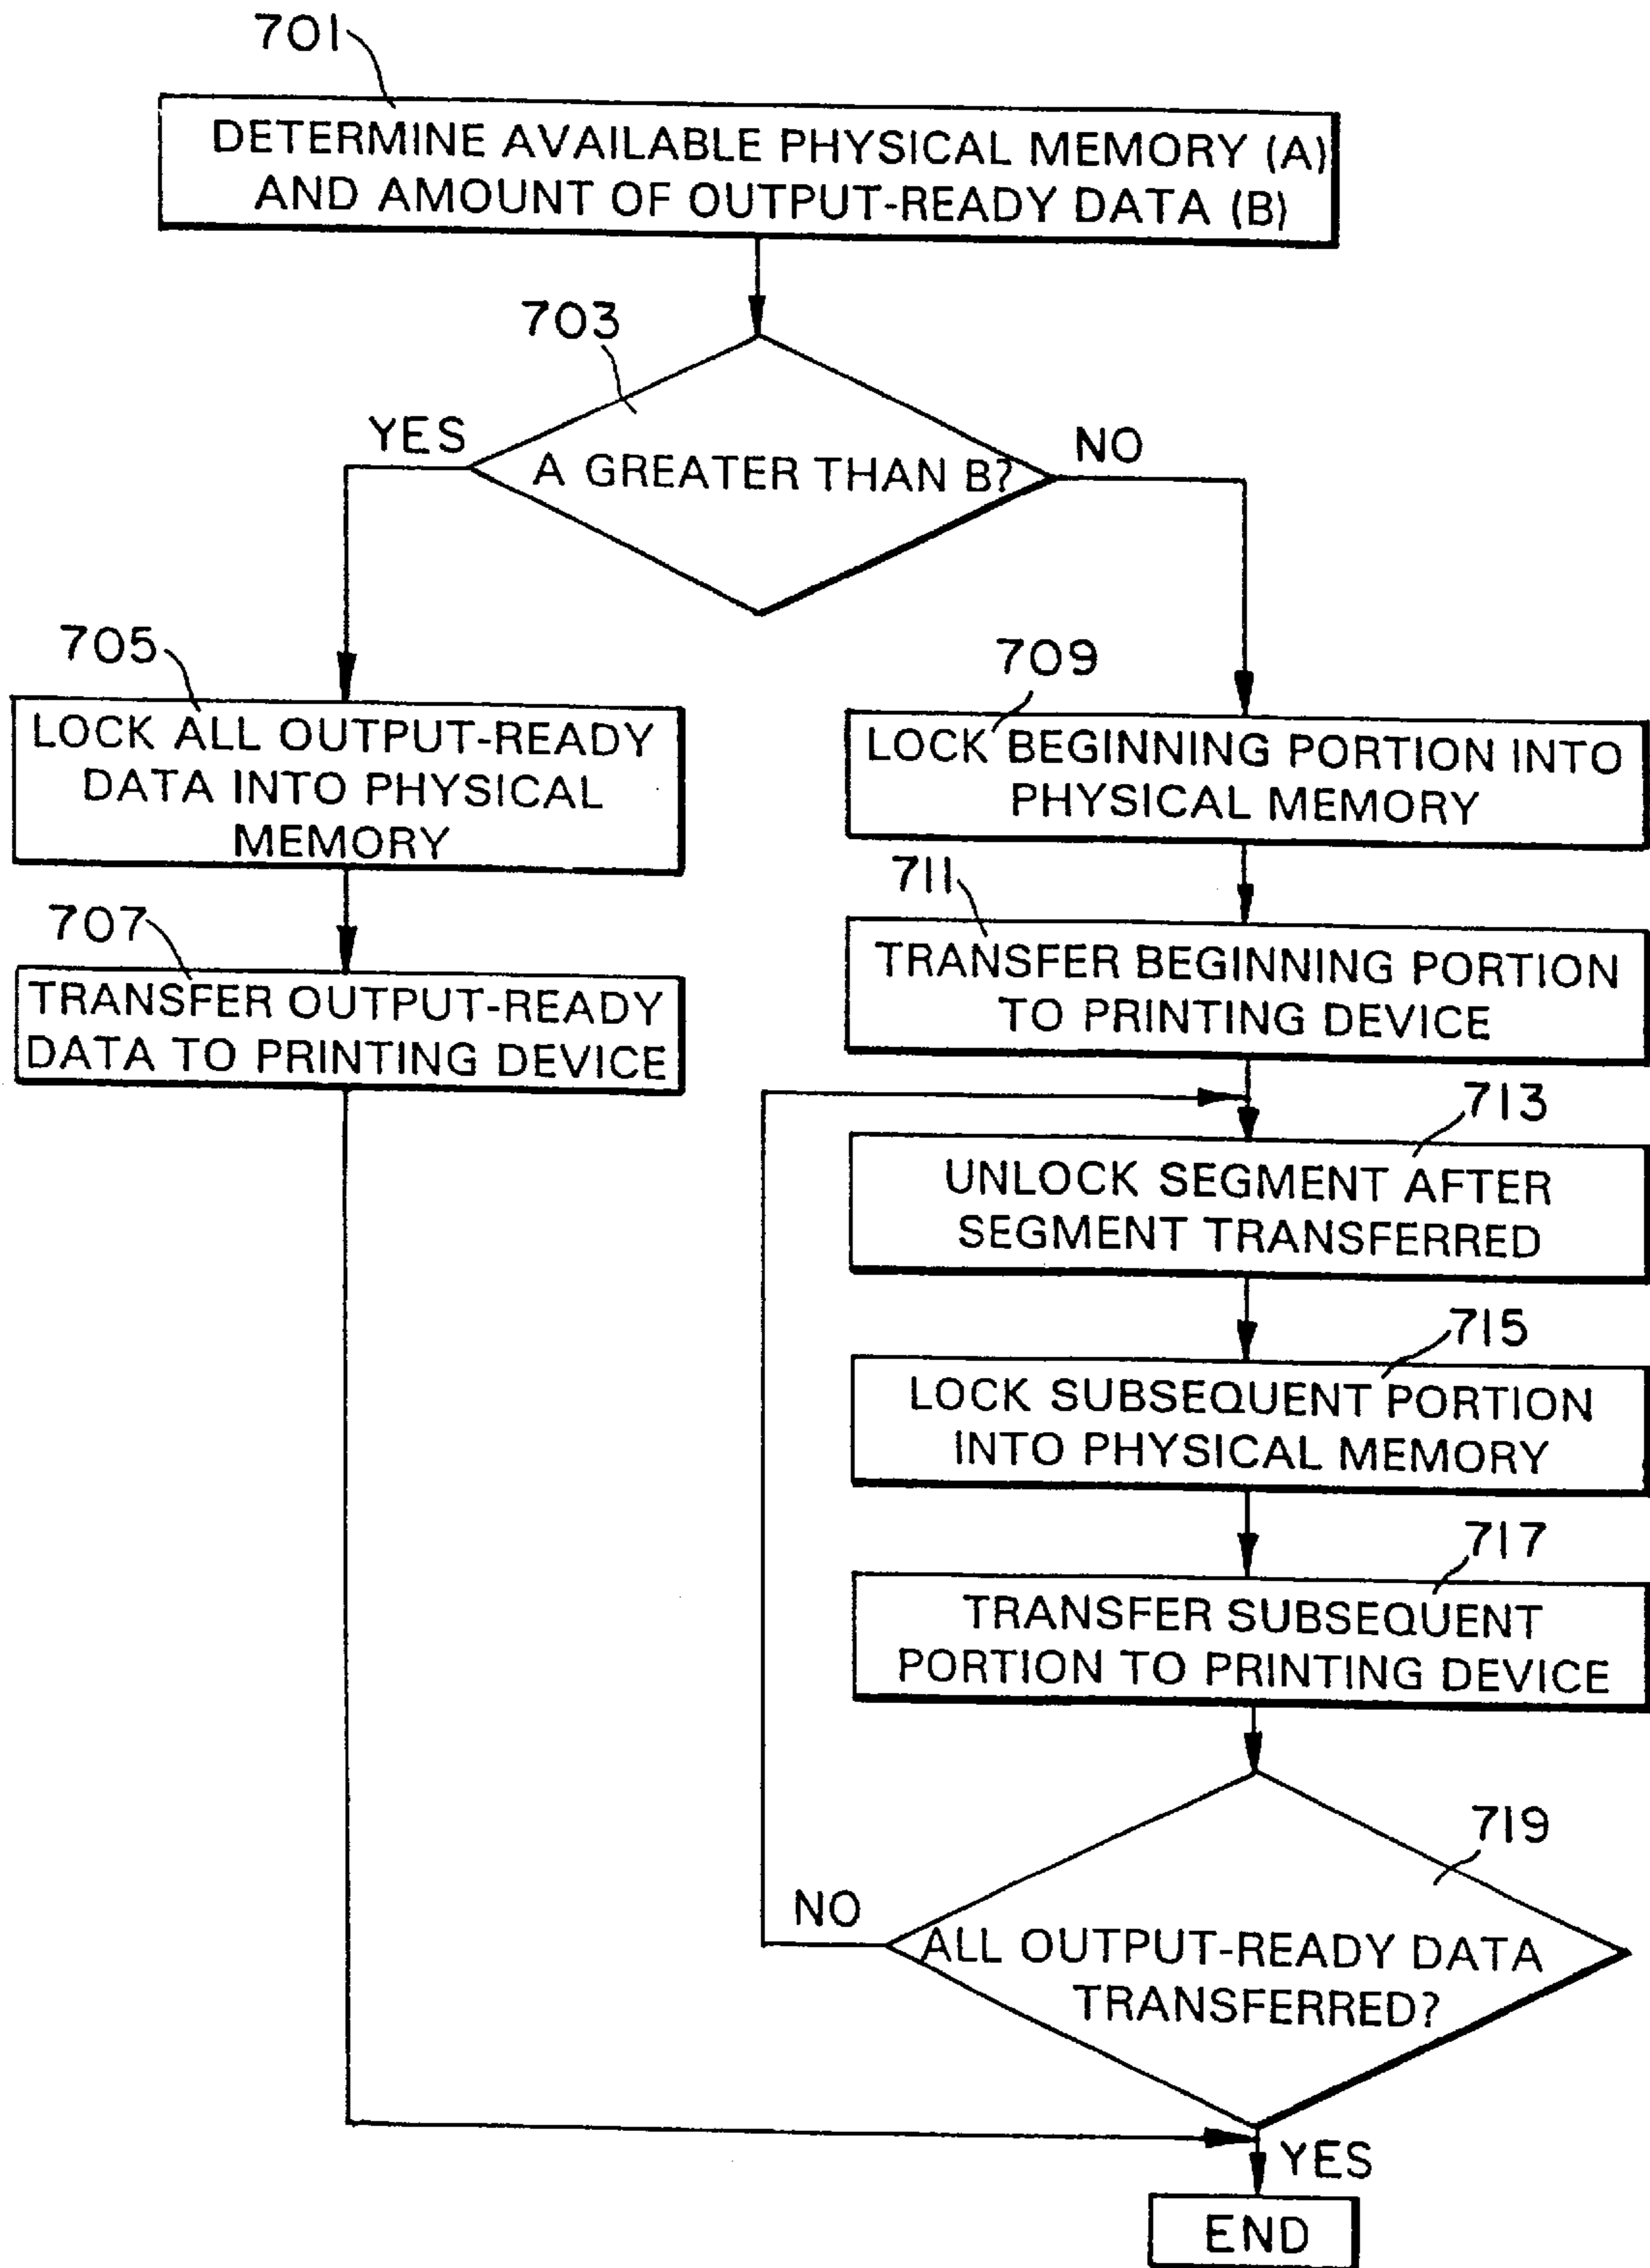 701
DETERMINE AVAILABLE PHYSICAL MEMORY (A)
AND AMOUNT OF OUTPUT-READY DATA (B)
703
YES
NO
A GREATER THAN B?
705
LOCK ALL OUTPUT-READY
DATA INTO PHYSICAL
MEMORY
707
TRANSFER OUTPUT-READY
DATA TO PRINTING DEVICE
709
LOCK BEGINNING PORTION INTO
PHYSICAL MEMORY
711
TRANSFER BEGINNING PORTION
TO PRINTING DEVICE
713
UNLOCK SEGMENT AFTER
SEGMENT TRANSFERRED
715
LOCK SUBSEQUENT PORTION
INTO PHYSICAL MEMORY
717
TRANSFER SUBSEQUENT
PORTION TO PRINTING DEVICE
719
NO
ALL OUTPUT-READY DATA
TRANSFERRED?
YES
END